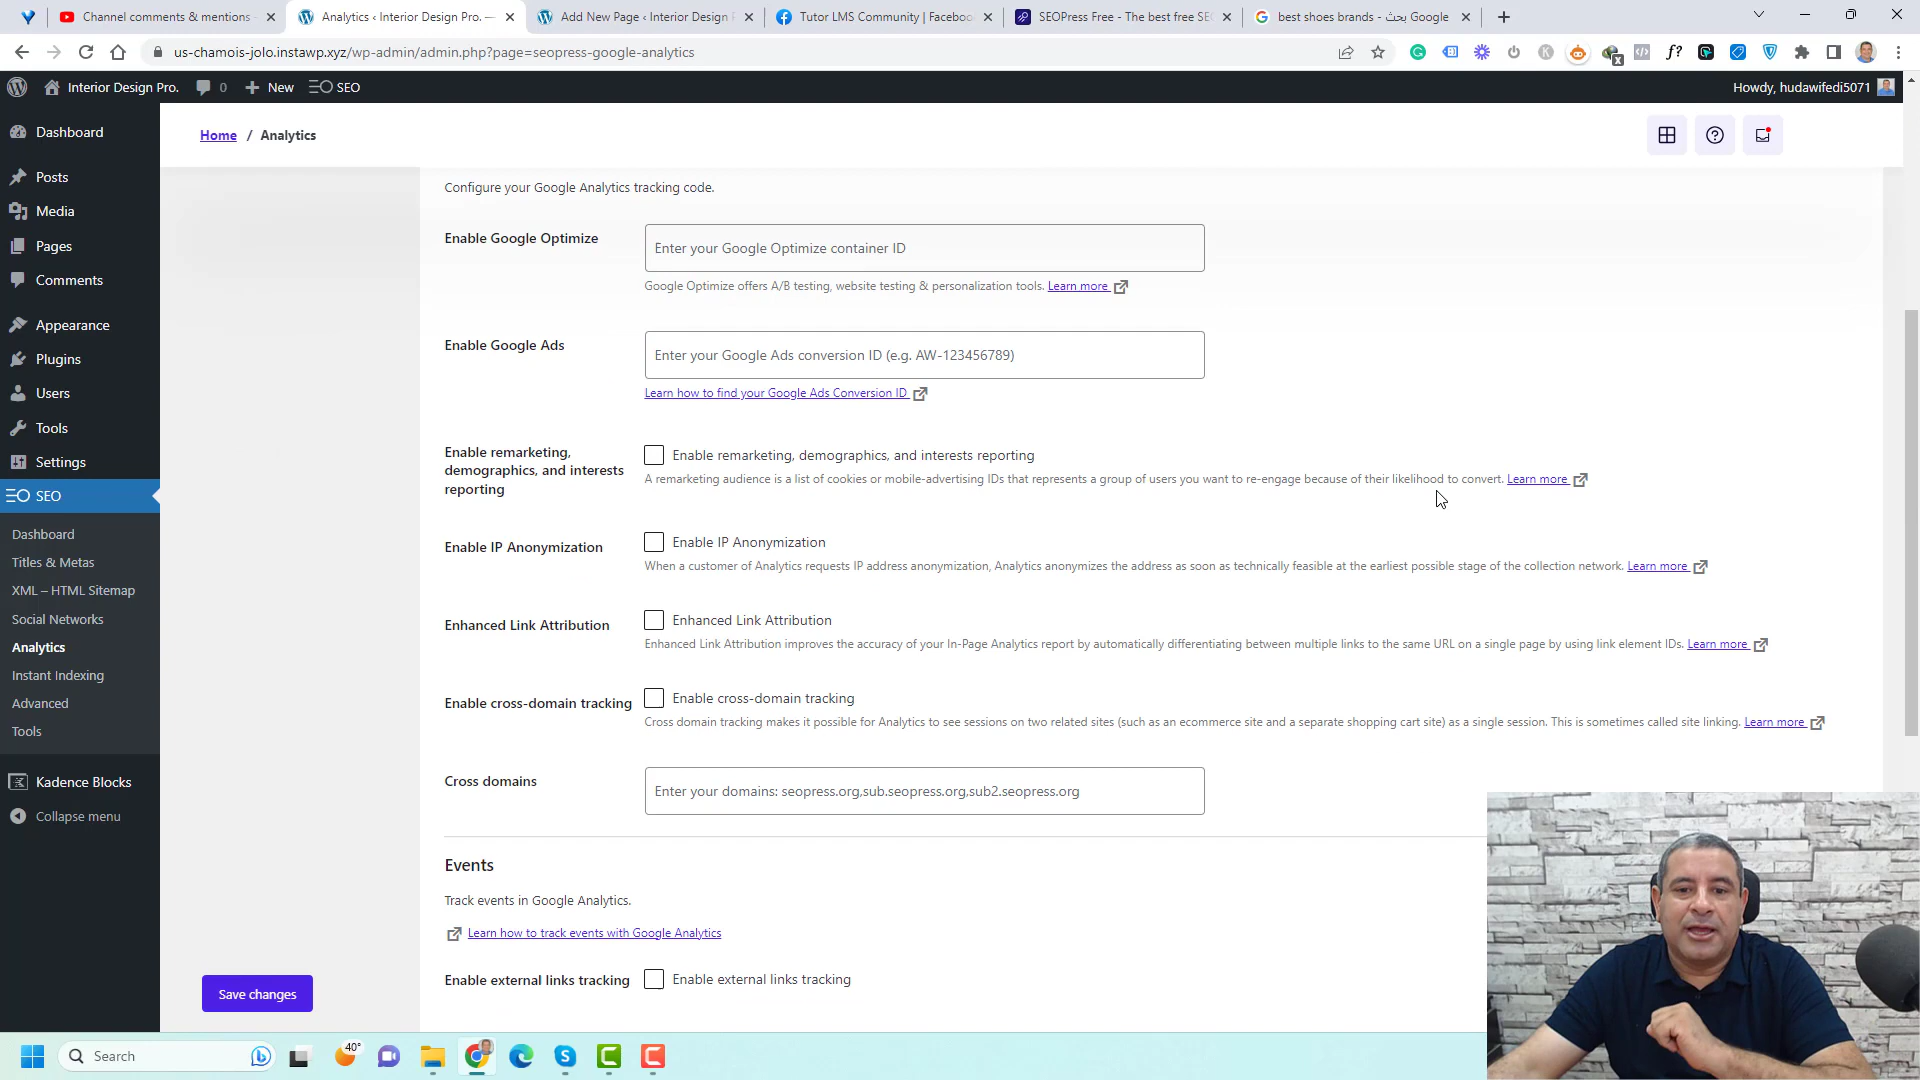 Channel comments & mentions -
Analytics ‹ Interior Design Pro. —
Add New Page ‹ Interior Design P
Tutor LMS Community | Facebook
SEOPress Free - The best free SEO
best shoes brands - بحث Google
us-chamois-jolo.instawp.xyz/wp-admin/admin.php?page=seopress-google-analytics
Interior Design Pro.
0
New
SEO
Howdy, hudawifedi5071
Dashboard
Posts
Media
Pages
Comments
Appearance
Plugins
Users
Tools
Settings
SEO
Dashboard
Titles & Metas
XML – HTML Sitemap
Social Networks
Analytics
Instant Indexing
Advanced
Tools
Kadence Blocks
Collapse menu
Home / Analytics
Configure your Google Analytics tracking code.
Enable Google Optimize
Enter your Google Optimize container ID
Google Optimize offers A/B testing, website testing & personalization tools. Learn more
Enable Google Ads
Enter your Google Ads conversion ID (e.g. AW-123456789)
Learn how to find your Google Ads Conversion ID
Enable remarketing,
demographics, and interests
reporting
Enable remarketing, demographics, and interests reporting
A remarketing audience is a list of cookies or mobile-advertising IDs that represents a group of users you want to re-engage because of their likelihood to convert. Learn more
Enable IP Anonymization
Enable IP Anonymization
When a customer of Analytics requests IP address anonymization, Analytics anonymizes the address as soon as technically feasible at the earliest possible stage of the collection network. Learn more
Enhanced Link Attribution
Enhanced Link Attribution
Enhanced Link Attribution improves the accuracy of your In-Page Analytics report by automatically differentiating between multiple links to the same URL on a single page by using link element IDs. Learn more
Enable cross-domain tracking
Enable cross-domain tracking
Cross domain tracking makes it possible for Analytics to see sessions on two related sites (such as an ecommerce site and a separate shopping cart site) as a single session. This is sometimes called site linking. Learn more
Cross domains
Enter your domains: seopress.org,sub.seopress.org,sub2.seopress.org
Events
Track events in Google Analytics.
Learn how to track events with Google Analytics
Enable external links tracking
Enable external links tracking
Save changes
Search
40°